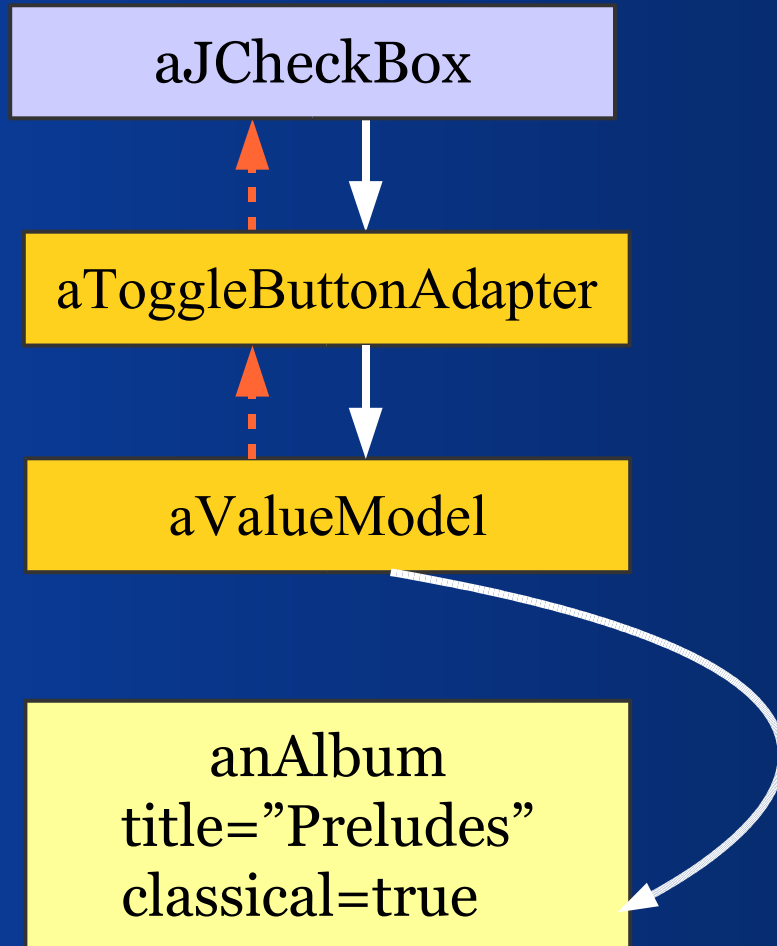 aJCheckBox
aToggleButtonAdapter
aValueModel
anAlbum
title=”Preludes”
classical=true